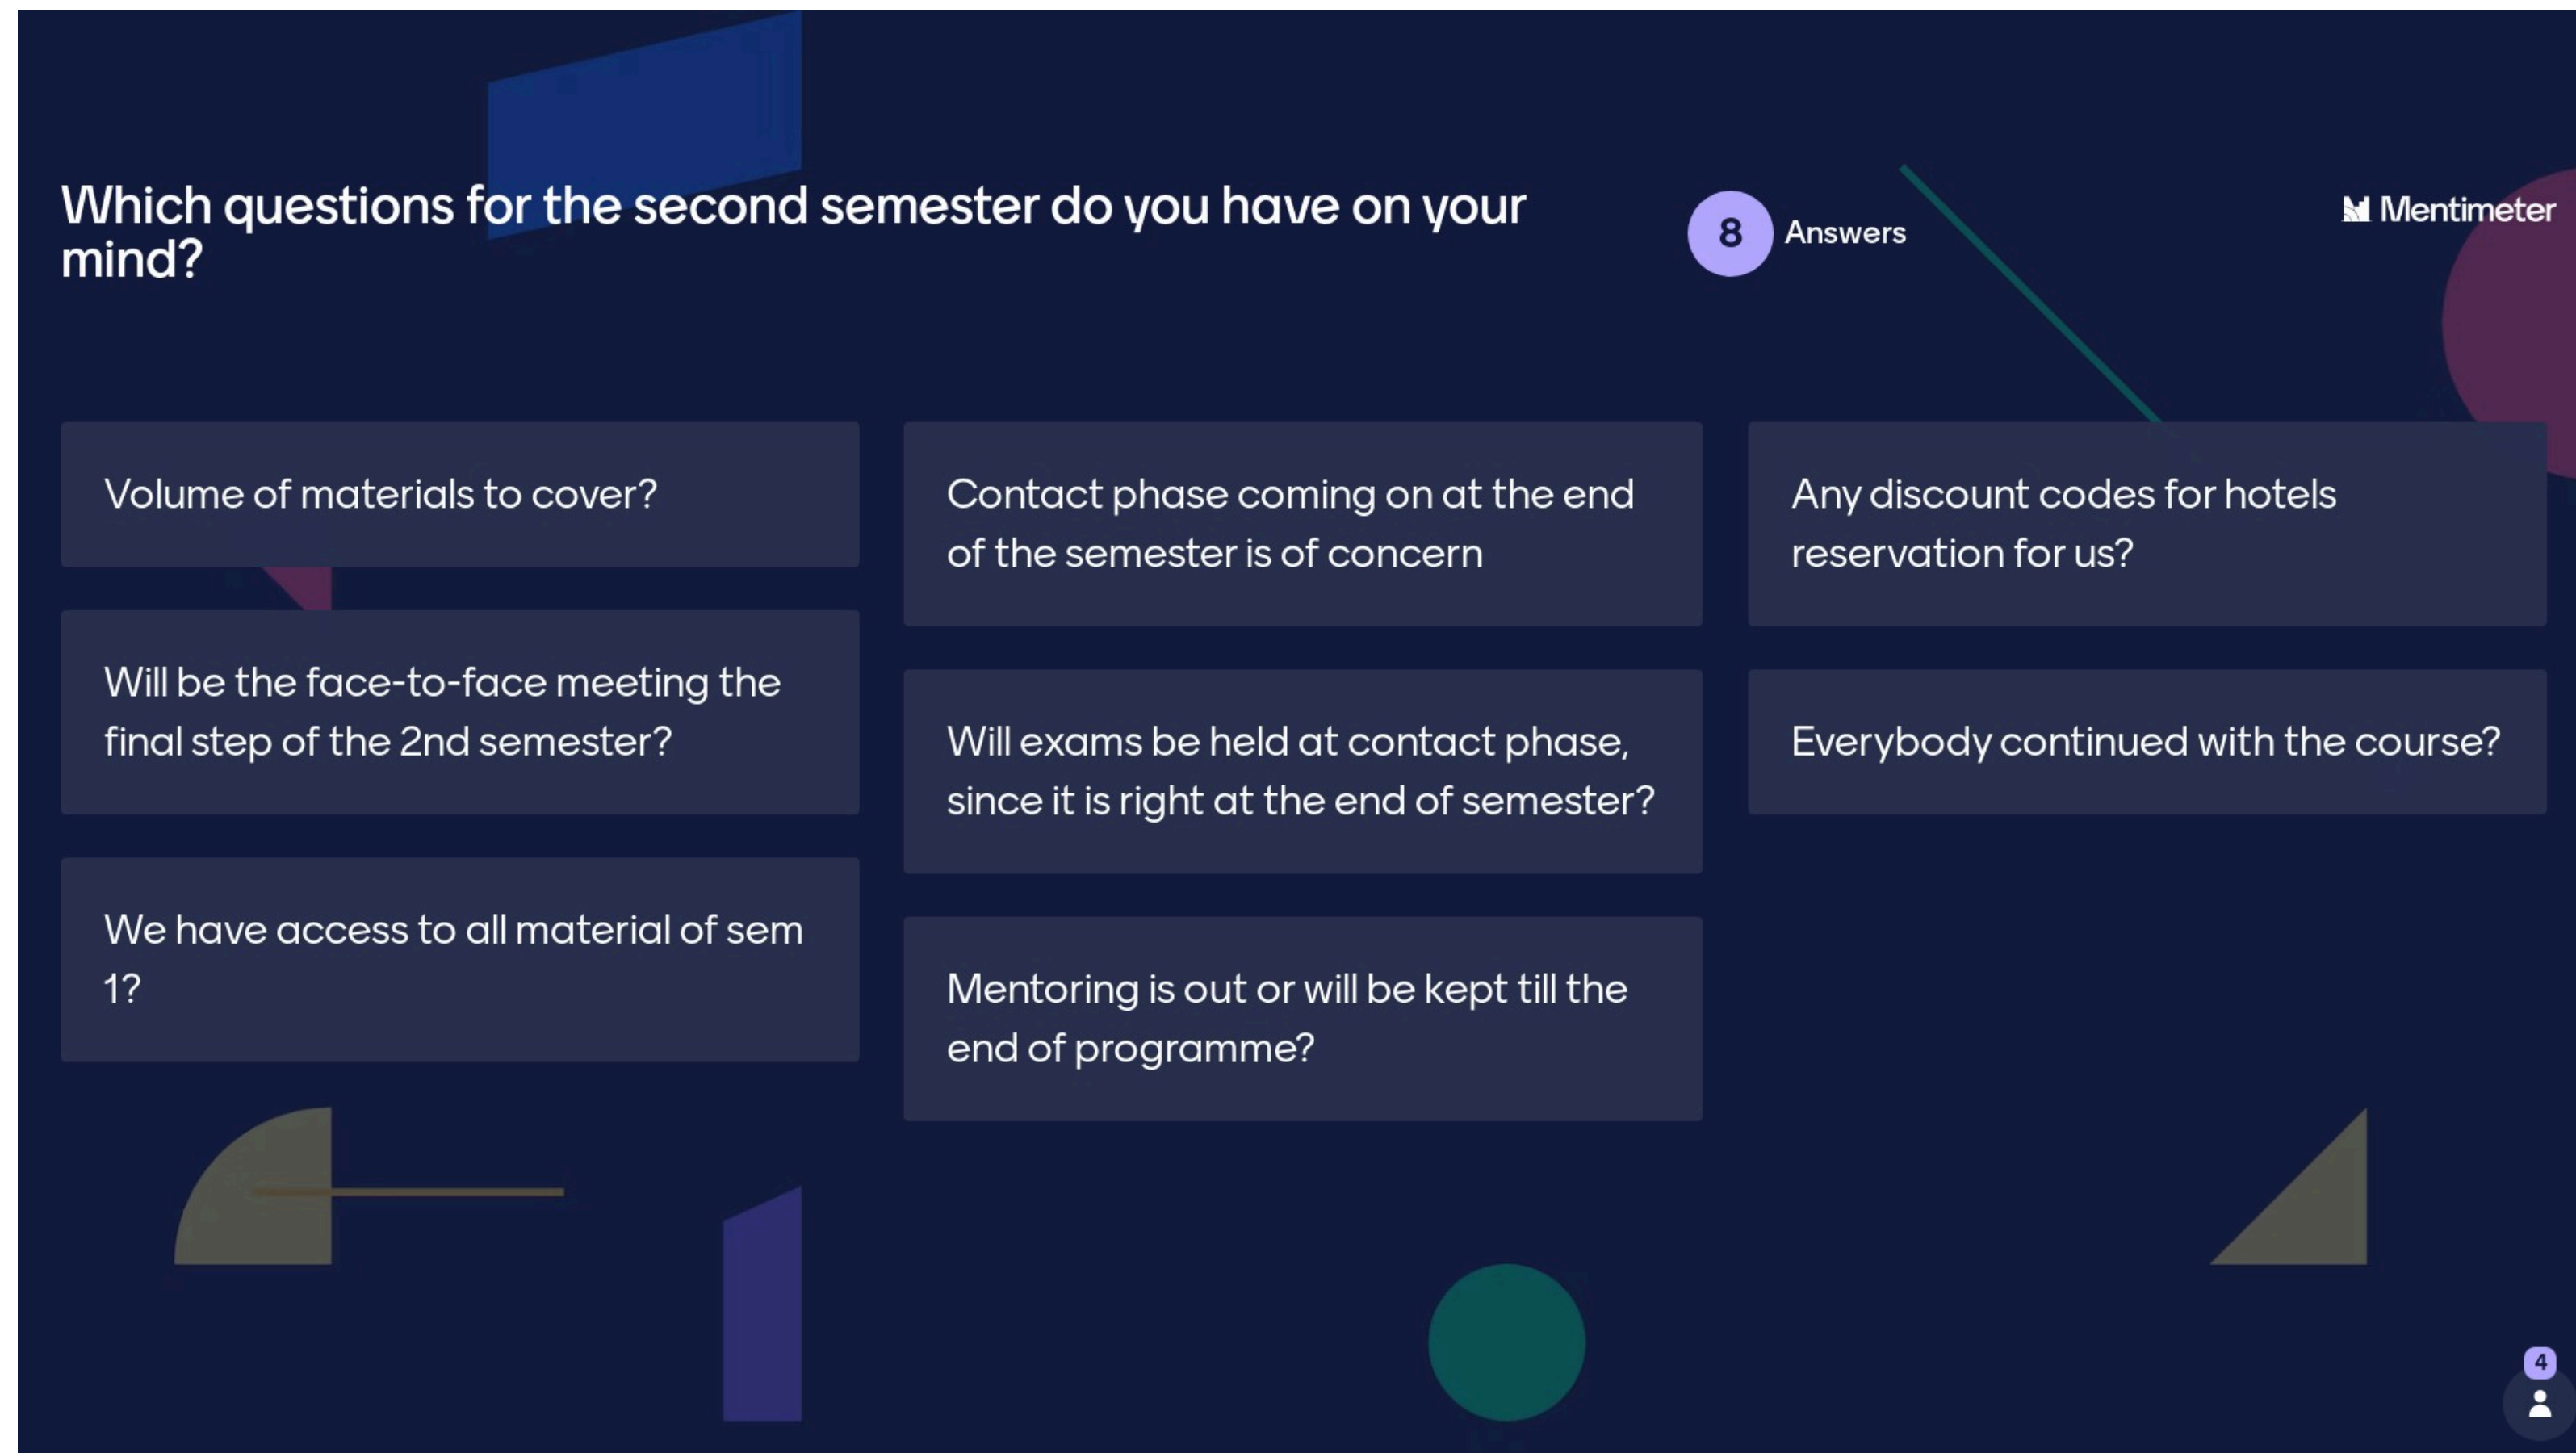 Which questions for the second semester do you have on your
mind?
8 Answers
Mentimeter
Volume of materials to cover?
Will be the face-to-face meeting the
final step of the 2nd semester?
We have access to all material of sem
1?
Contact phase coming on at the end
of the semester is of concern
Will exams be held at contact phase,
since it is right at the end of semester?
Mentoring is out or will be kept till the
end of programme?
Any discount codes for hotels
reservation for us?
Everybody continued with the course?
4